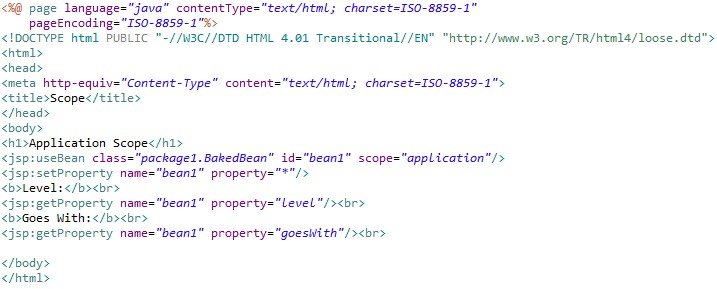 <%@ page language="java" contentType="text/html; charset=ISO-8859-1"
    pageEncoding="ISO-8859-1"%>
<!DOCTYPE html PUBLIC "-//W3C//DTD HTML 4.01 Transitional//EN" "http://www.w3.org/TR/html4/loose.dtd">
<html>
<head>
<meta http-equiv="Content-Type" content="text/html; charset=ISO-8859-1">
<title>Scope</title>
</head>
<body>
<h1>Application Scope</h1>
<jsp:useBean class="package1.BakedBean" id="bean1" scope="application"/>
<jsp:setProperty name="bean1" property="*"/>
<b>Level:</b><br>
<jsp:getProperty name="bean1" property="level"/><br>
<b>Goes With:</b><br>
<jsp:getProperty name="bean1" property="goesWith"/><br>

</body>
</html>